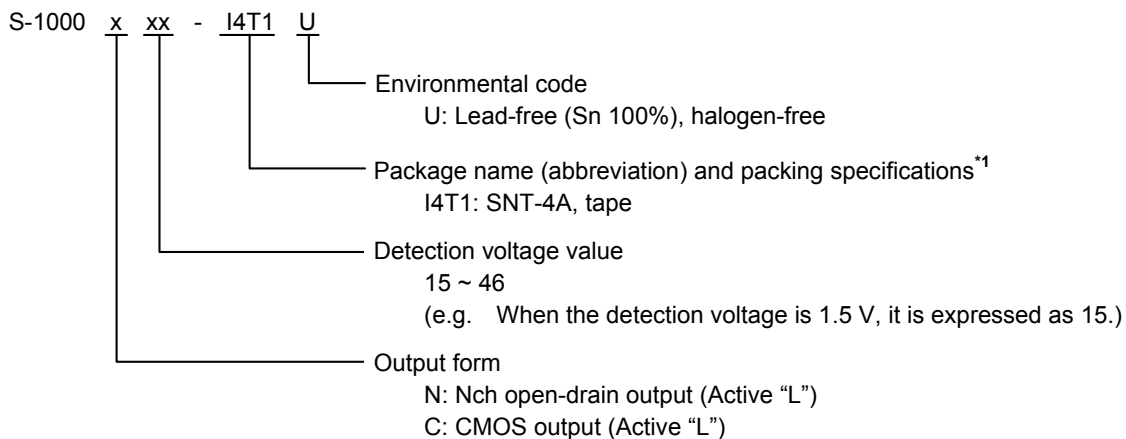 S-1000 x xx - I4T1 U
Environmental code
U: Lead-free (Sn 100%), halogen-free
Package name (abbreviation) and packing specifications*1
I4T1: SNT-4A, tape
Detection voltage value
15 ~ 46
(e.g. When the detection voltage is 1.5 V, it is expressed as 15.)
Output form
N: Nch open-drain output (Active “L”)
C: CMOS output (Active “L”)